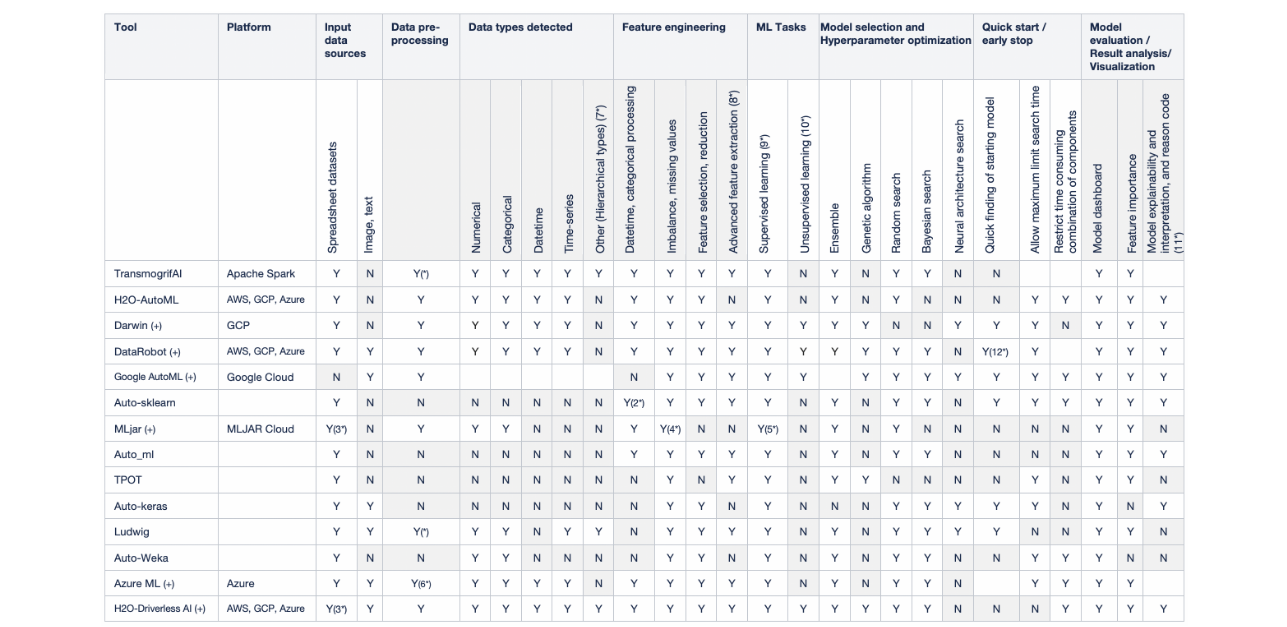 Tool Platform Input data sources Data pre-processing Data types detected Feature engineering ML Tasks Model selection and Hyperparameter optimization Quick start / early stop Model evaluation / Result analysis/ Visualization
Spreadsheet datasets Image, text Numerical Categorical Datetime Time-series Other (Hierarchical types) (7*) Datetime, categorical processing Imbalance, missing values Feature selection, reduction Advanced feature extraction (8*) Supervised learning (9*) Unsupervised learning (10*) Ensemble Genetic algorithm Random search Bayesian search Neural architecture search Quick finding of starting model Allow maximum limit search time Restrict time consuming combination of components Model dashboard Feature importance Model explainability and interpretation, and reason code (11*)
TransmogrifAI Apache Spark Y N Y(*) Y Y Y Y Y Y Y Y Y Y N Y N Y Y N N Y Y
H2O-AutoML AWS, GCP, Azure Y N Y Y Y Y Y N Y Y Y N Y N Y N Y N N N Y Y Y Y Y
Darwin (+) GCP Y N Y Y Y Y Y N Y Y Y Y Y Y Y Y N N Y Y Y N Y Y Y
DataRobot (+) AWS, GCP, Azure Y Y Y Y Y Y Y N Y Y Y Y Y Y Y Y Y Y N Y(12*) Y Y Y Y
Google AutoML (+) Google Cloud N Y Y N Y Y Y Y Y Y Y Y Y Y Y Y Y Y Y
Auto-sklearn Y N N N N N N N Y(2*) Y Y Y Y N Y N Y Y N Y Y Y Y Y Y
MLjar (+) MLJAR Cloud Y(3*) N Y Y Y N N N Y Y(4*) N N Y(5*) N Y N Y N N N N N Y Y N
Auto_ml Y N N N N N N N Y Y Y Y Y N Y N Y Y N N N N Y Y Y
TPOT Y N N N N N N N N Y N Y Y N Y Y N N N N Y N Y Y N
Auto-keras Y Y N N N N N N N Y Y N Y N N N Y Y Y Y Y N Y N Y
Ludwig Y Y Y(*) Y Y N Y Y N Y Y Y Y N Y N Y Y Y Y N N Y Y N
Auto-Weka Y N N Y Y N N N N Y Y N Y N Y N Y Y N N Y Y Y N N
Azure ML (+) Azure Y Y Y(6*) Y Y Y Y N Y Y Y Y Y N Y N Y Y N Y Y Y Y
H2O-Driverless AI (+) AWS, GCP, Azure Y(3*) Y Y Y Y Y Y Y Y Y Y Y Y Y Y Y Y Y N N N Y Y Y Y